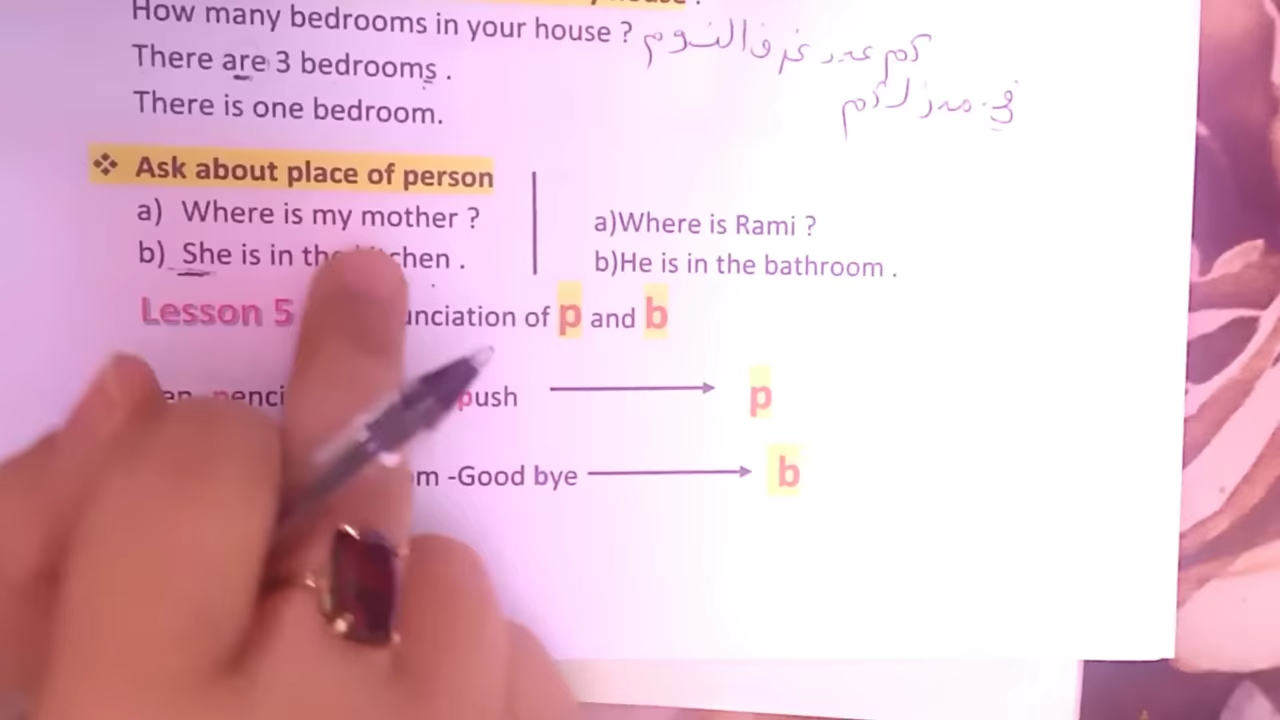 How many bedrooms in your house ? كم عدد غرف النوم
There are 3 bedrooms . في منزلكم
There is one bedroom.
❖ Ask about place of person
a) Where is my mother ?
b) She is in the kitchen .
a)Where is Rami ?
b)He is in the bathroom .
Lesson 5 of p and b
push p
-Good bye b